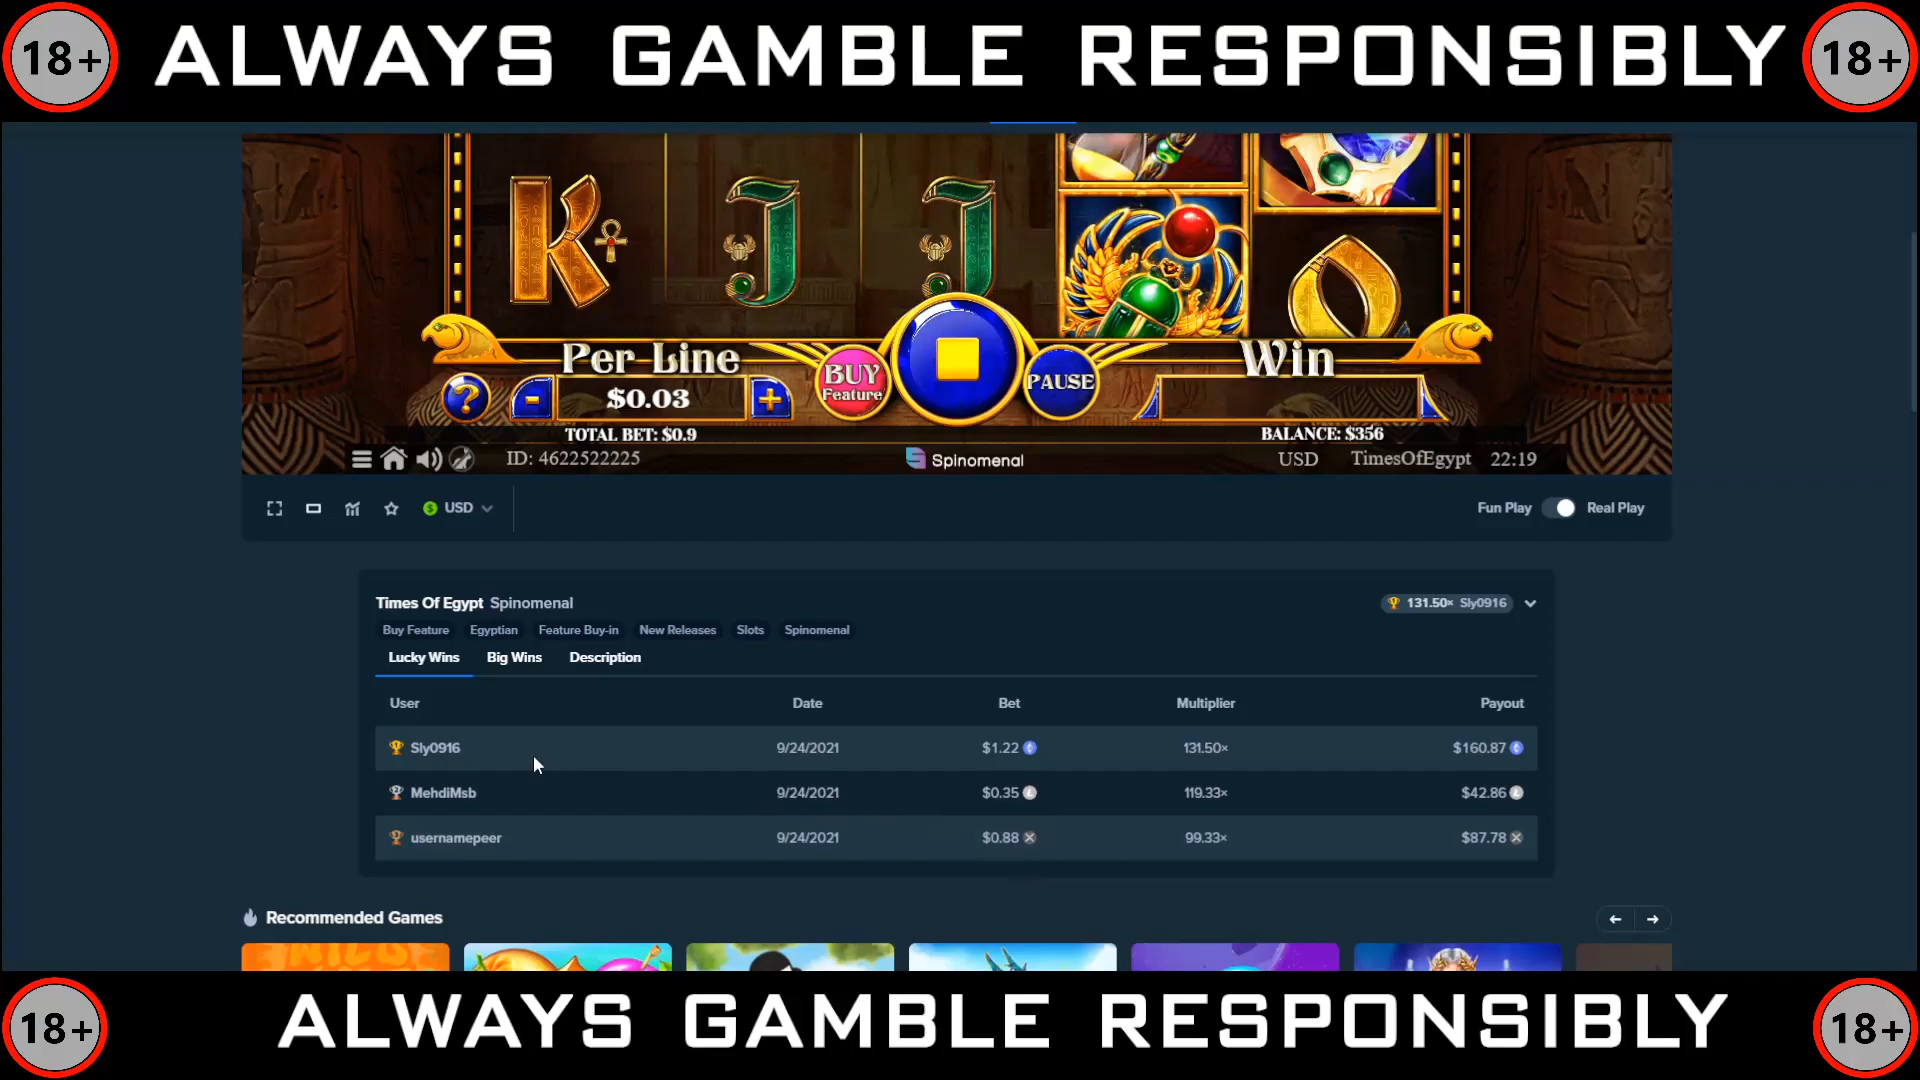 18+ ALWAYS GAMBLE RESPONSIBLY 18+
K J J O
Per Line
$0.03
BUY
Feature
PAUSE
Win
? - +
TOTAL BET: $0.9
BALANCE: $356
ID: 4622522225
Spinomenal
USD TimesOfEgypt 22:19
USD
Fun Play Real Play
Times Of Egypt Spinomenal
131.50× Sly0916
Buy Feature Egyptian Feature Buy-in New Releases Slots Spinomenal
Lucky Wins Big Wins Description
User Date Bet Multiplier Payout
Sly0916 9/24/2021 $1.22 131.50× $160.87
MehdiMsb 9/24/2021 $0.35 119.33× $42.86
usernamepeer 9/24/2021 $0.88 99.33× $87.78
Recommended Games
18+ ALWAYS GAMBLE RESPONSIBLY 18+